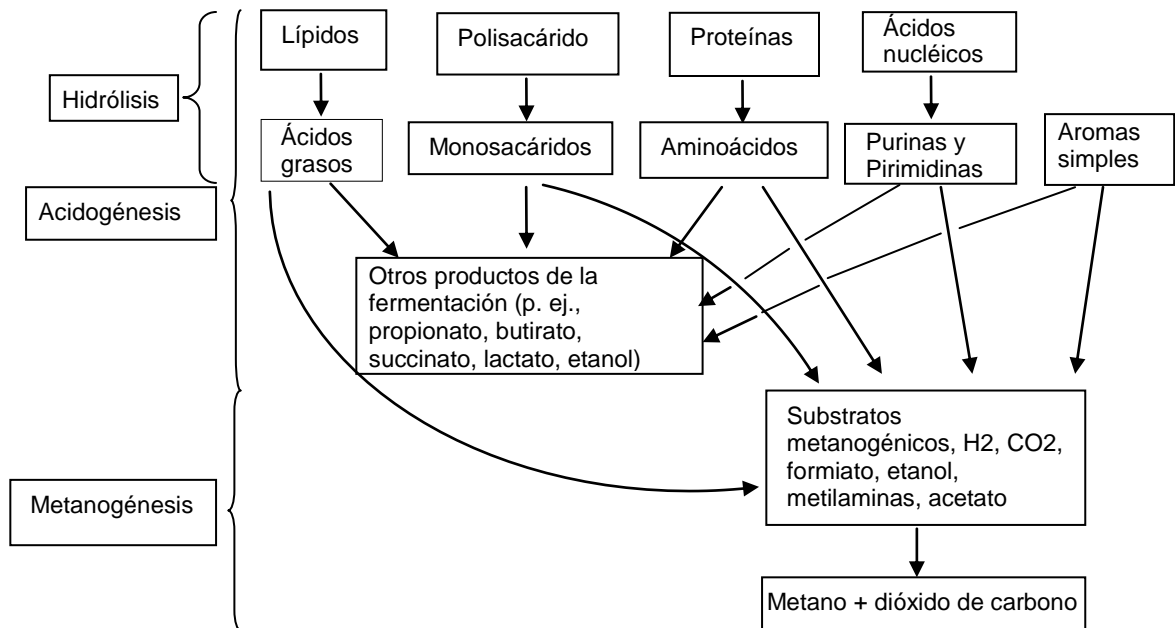 Lípidos
Polisacárido
Proteínas
Ácidos
nucléicos
Hidrólisis
Ácidos
grasos
Monosacáridos
Aminoácidos
Purinas y
Pirimidinas
Aromas
simples
Acidogénesis
Otros productos de la
fermentación (p. ej.,
propionato, butirato,
succinato, lactato, etanol)
Substratos
metanogénicos, H2, CO2,
formiato, etanol,
metilaminas, acetato
Metanogénesis
Metano + dióxido de carbono